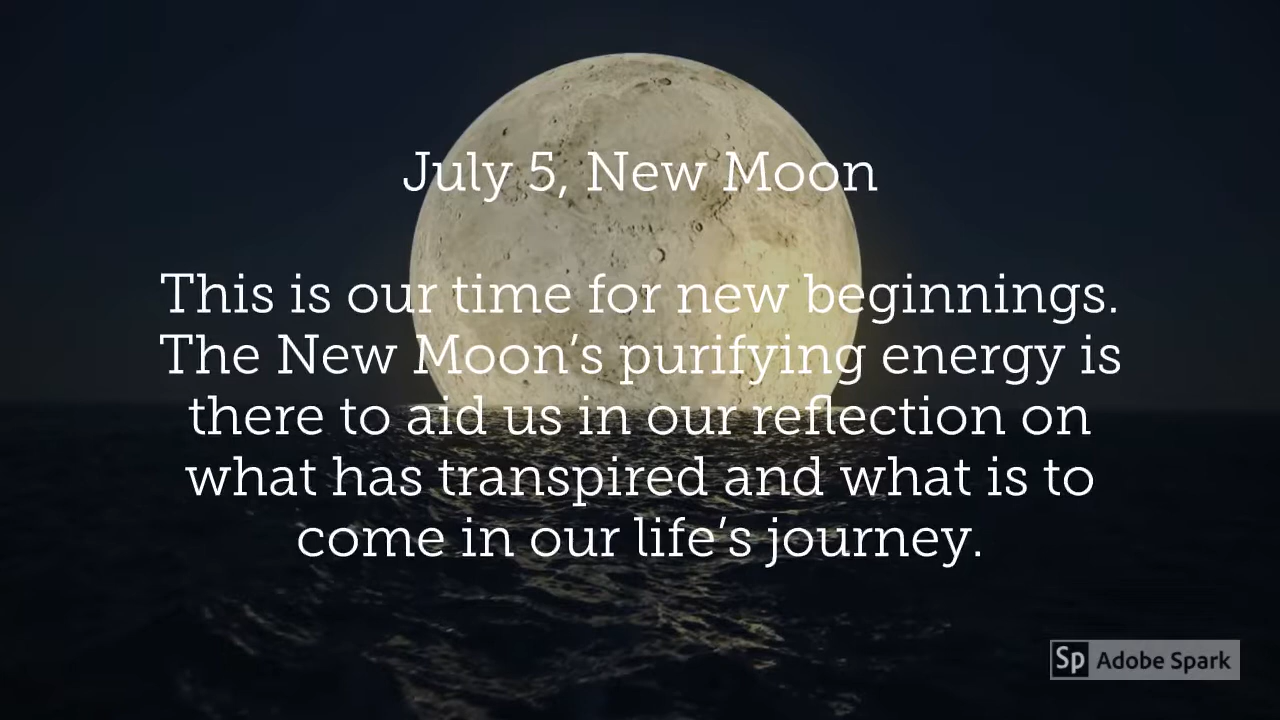 July 5, New Moon
This is our time for new beginnings.
The New Moon’s purifying energy is
there to aid us in our reflection on
what has transpired and what is to
come in our life’s journey.
Sp Adobe Spark